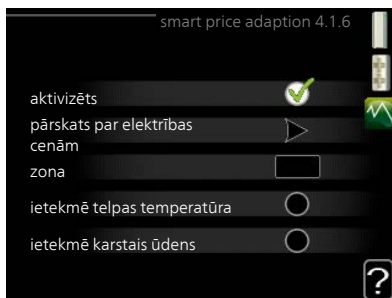 smart price adaption 4.1.6
aktivizēts
pārskats par elektrības
cenām
zona
ietekmē telpas temperatūra
ietekmē karstais ūdens
?